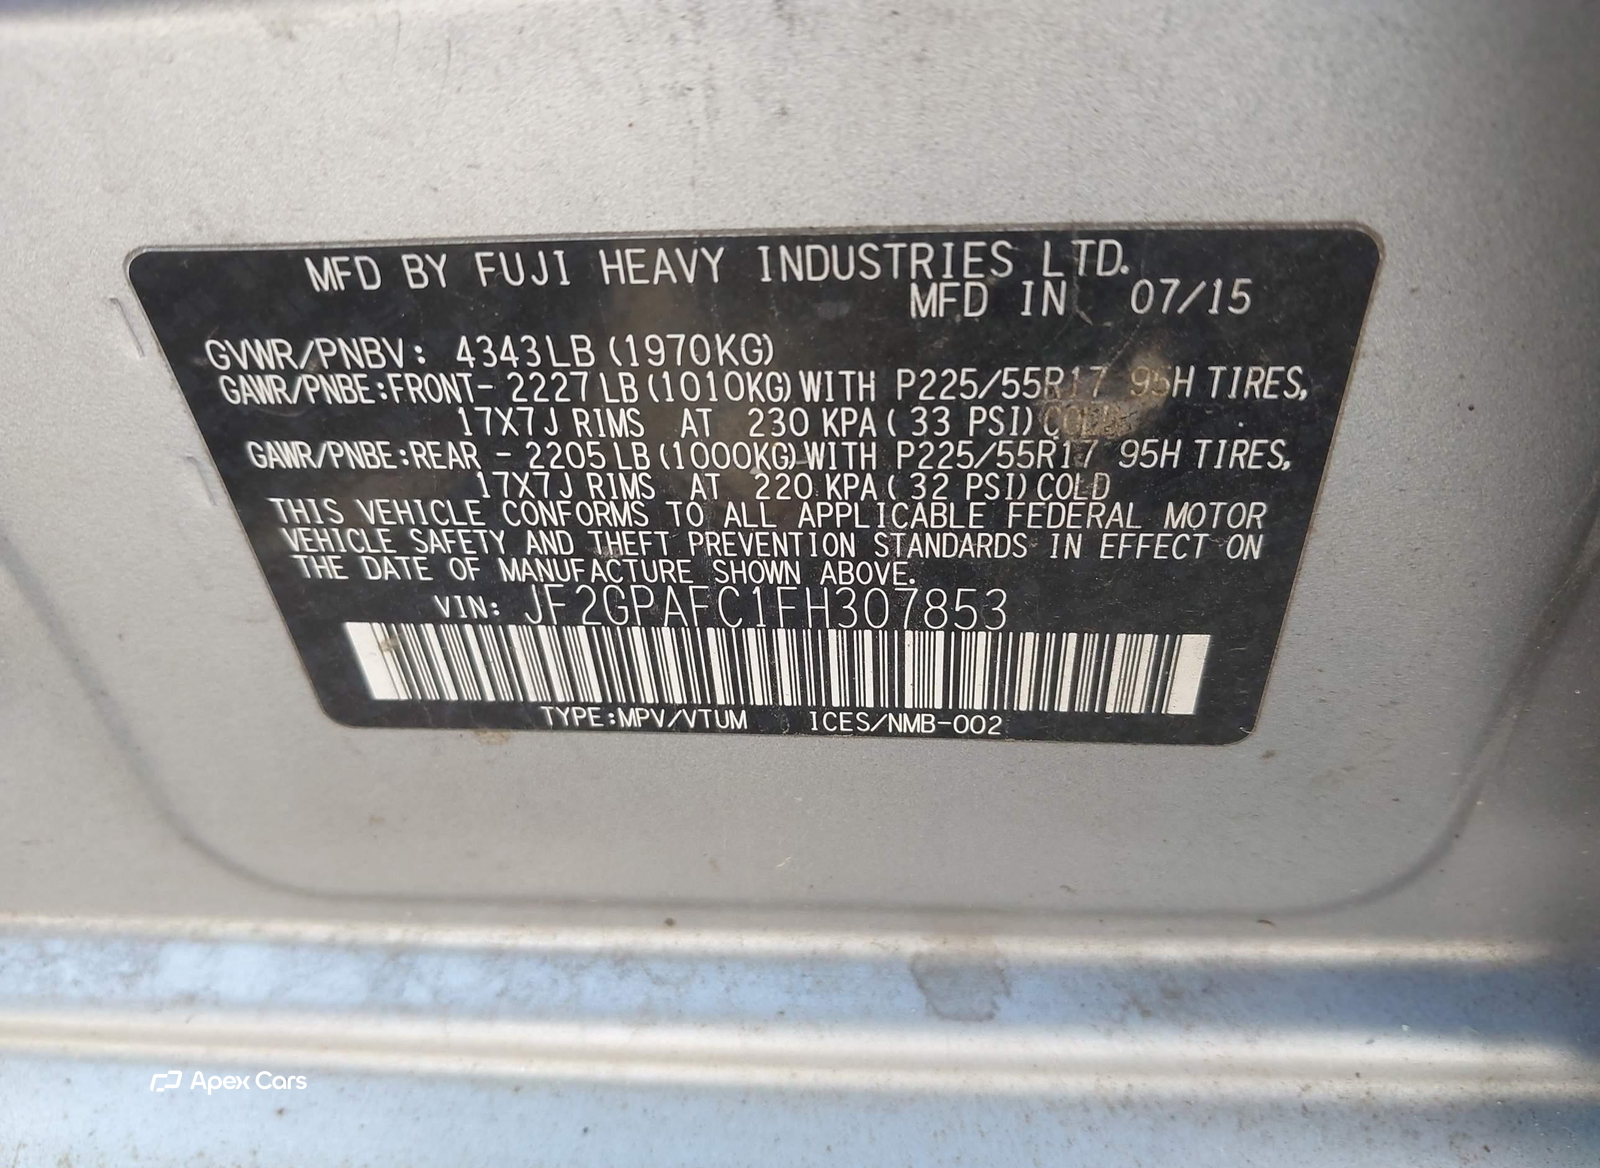 MFD BY FUJI HEAVY INDUSTRIES LTD.
MFD IN 07/15
GVWR/PNBV: 4343LB (1970KG)
GAWR/PNBE:FRONT- 2227LB (1010KG) WITH P225/55R17 95H TIRES,
17X7J RIMS AT 230 KPA ( 33 PSI) COLD
GAWR/PNBE:REAR - 2205LB (1000KG) WITH P225/55R17 95H TIRES,
17X7J RIMS AT 220 KPA ( 32 PSI) COLD
THIS VEHICLE CONFORMS TO ALL APPLICABLE FEDERAL MOTOR
VEHICLE SAFETY AND THEFT PREVENTION STANDARDS IN EFFECT ON
THE DATE OF MANUFACTURE SHOWN ABOVE.
VIN: JF2GPAFC1FH307853
TYPE:MPV/VTUM ICES/NMB-002
Apex Cars